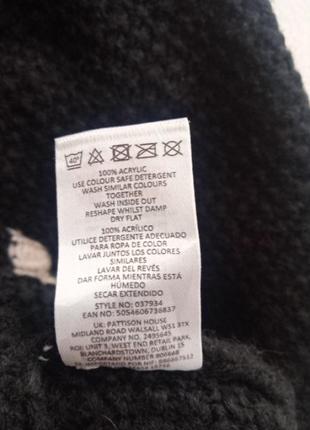 40°
100% ACRYLIC
USE COLOUR SAFE DETERGENT
WASH SIMILAR COLOURS
TOGETHER
WASH INSIDE OUT
RESHAPE WHILST DAMP
DRY FLAT
100% ACRÍLICO
UTILICE DETERGENTE ADECUADO
PARA ROPA DE COLOR
LAVAR JUNTOS LOS COLORES
SIMILARES
LAVAR DEL REVÉS
DAR FORMA MIENTRAS ESTÁ
HÚMEDO
SECAR EXTENDIDO
STYLE NO: 037934
EAN NO: 5054606736837
UK: PATTISON HOUSE
MIDLAND ROAD WALSALL WS1 3TX
COMPANY NO. 2495645
ROI: UNIT 3, WEST END RETAIL PARK,
BLANCHARDSTOWN, DUBLIN 15
COMPANY NUMBER
IMPORTADO POR